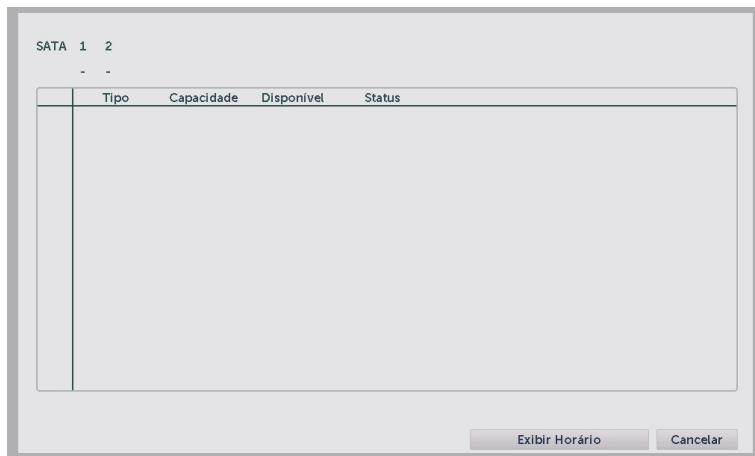 SATA 1 2
- -
Tipo Capacidade Disponível Status
Exibir Horário Cancelar